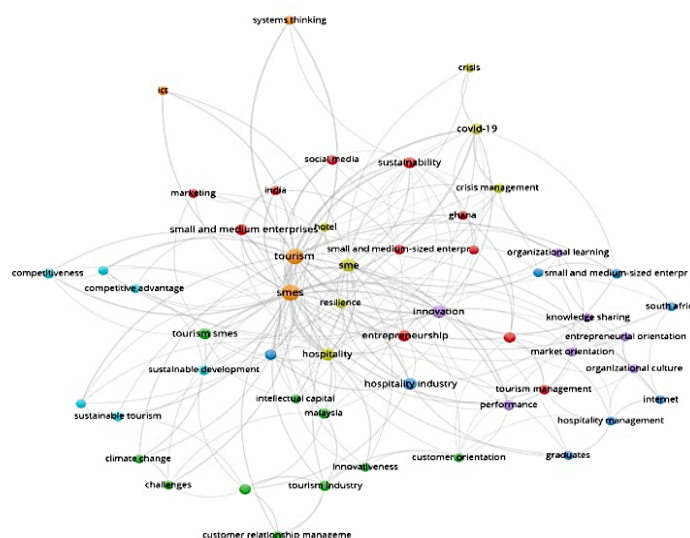 systems thinking
crisis
ict
covid-19
social media
sustainability
marketing
india
crisis management
ghana
small and medium enterprises
hotel
tourism
small and medium-sized enterpr
organizational learning
sme
competitiveness
small and medium-sized enterpr
competitive advantage
smes
resilience
innovation
south afri
knowledge sharing
tourism smes
entrepreneurship
entrepreneurial orientation
hospitality
market orientation
sustainable development
organizational culture
hospitality industry
tourism management
intellectual capital
internet
performance
malaysia
sustainable tourism
hospitality management
climate change
innovativeness
customer orientation
graduates
challenges
tourism industry
customer relationship manageme